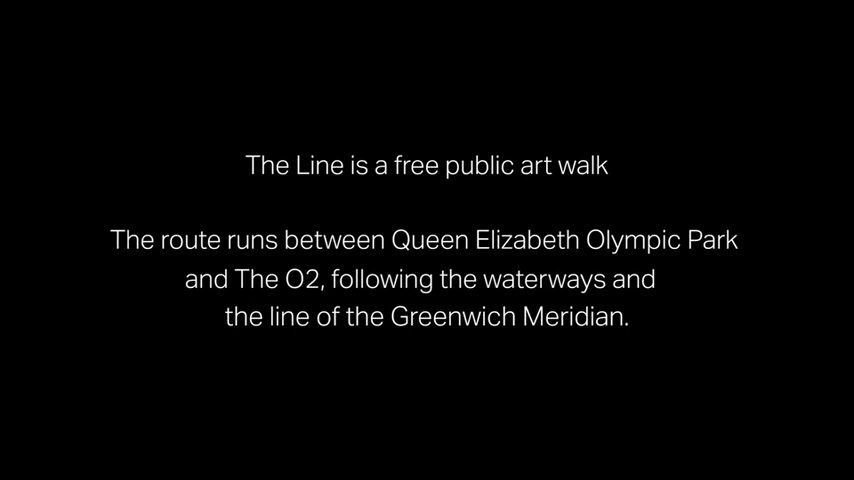 The Line is a free public art walk
The route runs between Queen Elizabeth Olympic Park
and The O2, following the waterways and
the line of the Greenwich Meridian.